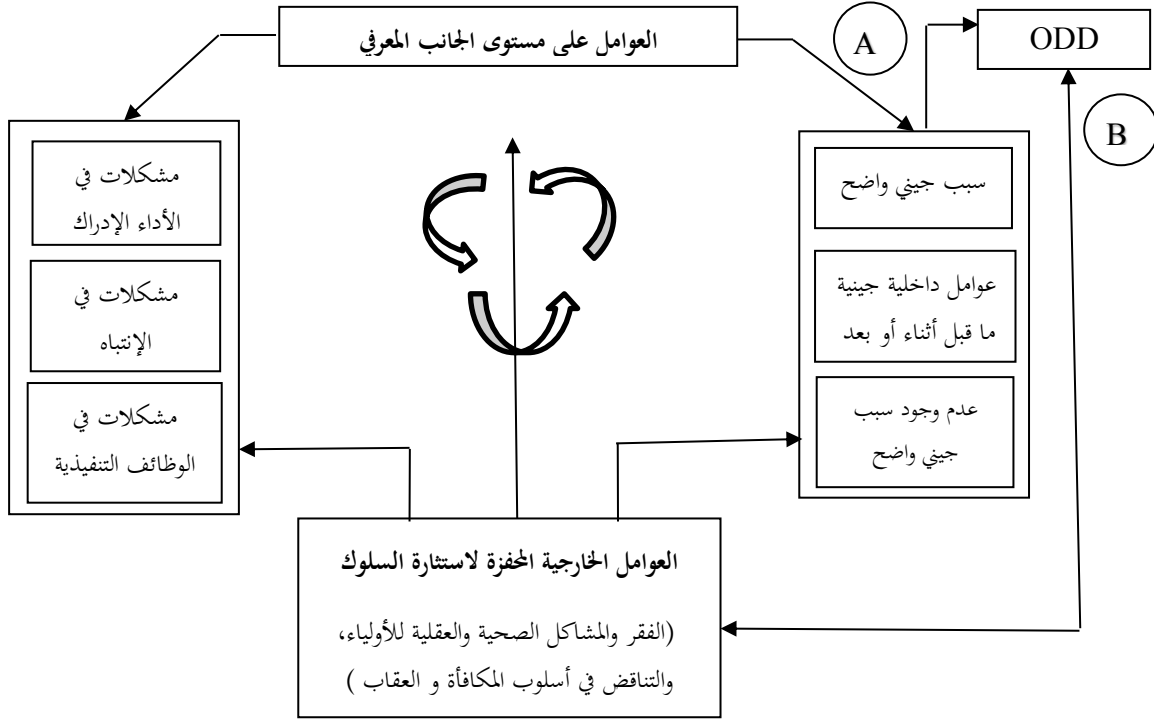 العوامل على مستوى الجانب المعرفي
A
ODD
B
سبب جيني واضح
عوامل داخلية جينية
ما قبل أثناء أو بعد
عدم وجود سبب
جيني واضح
مشكلات في
الأداء الإدراك
مشكلات في
الإنتباه
مشكلات في
الوظائف التنفيذية
العوامل الخارجية المحفزة لاستثارة السلوك
(الفقر والمشاكل الصحية والعقلية للأولياء،
والتناقض في أسلوب المكافأة و العقاب )